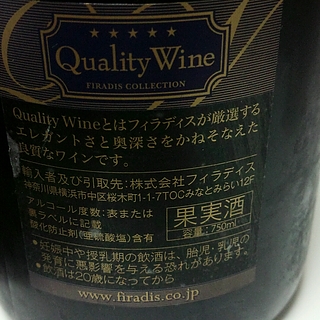 ★★★★★
Quality Wine
FIRADIS COLLECTION
Quality Wineとはフィラディスが厳選する
エレガントさと奥深さをかねそなえた
良質なワインです。
輸入者及び引取先:株式会社フィラディス
神奈川県横浜市中区桜木町1-1-7TOCみなとみらい12F
アルコール度数:表または
裏ラベルに記載
酸化防止剤(亜硫酸塩)含有
果実酒
容量:750ml
•妊娠中や授乳期の飲酒は、胎児・乳児の
発育に悪影響を与える恐れがあります。
•飲酒は20歳になってから
www.firadis.co.jp